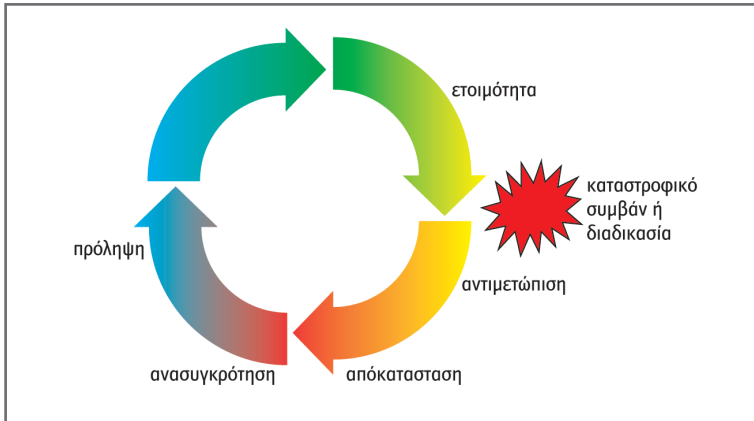 ετοιμότητα
καταστροφικό
συμβάν ή
διαδικασία
αντιμετώπιση
απόκατασταση
ανασυγκρότηση
πρόληψη